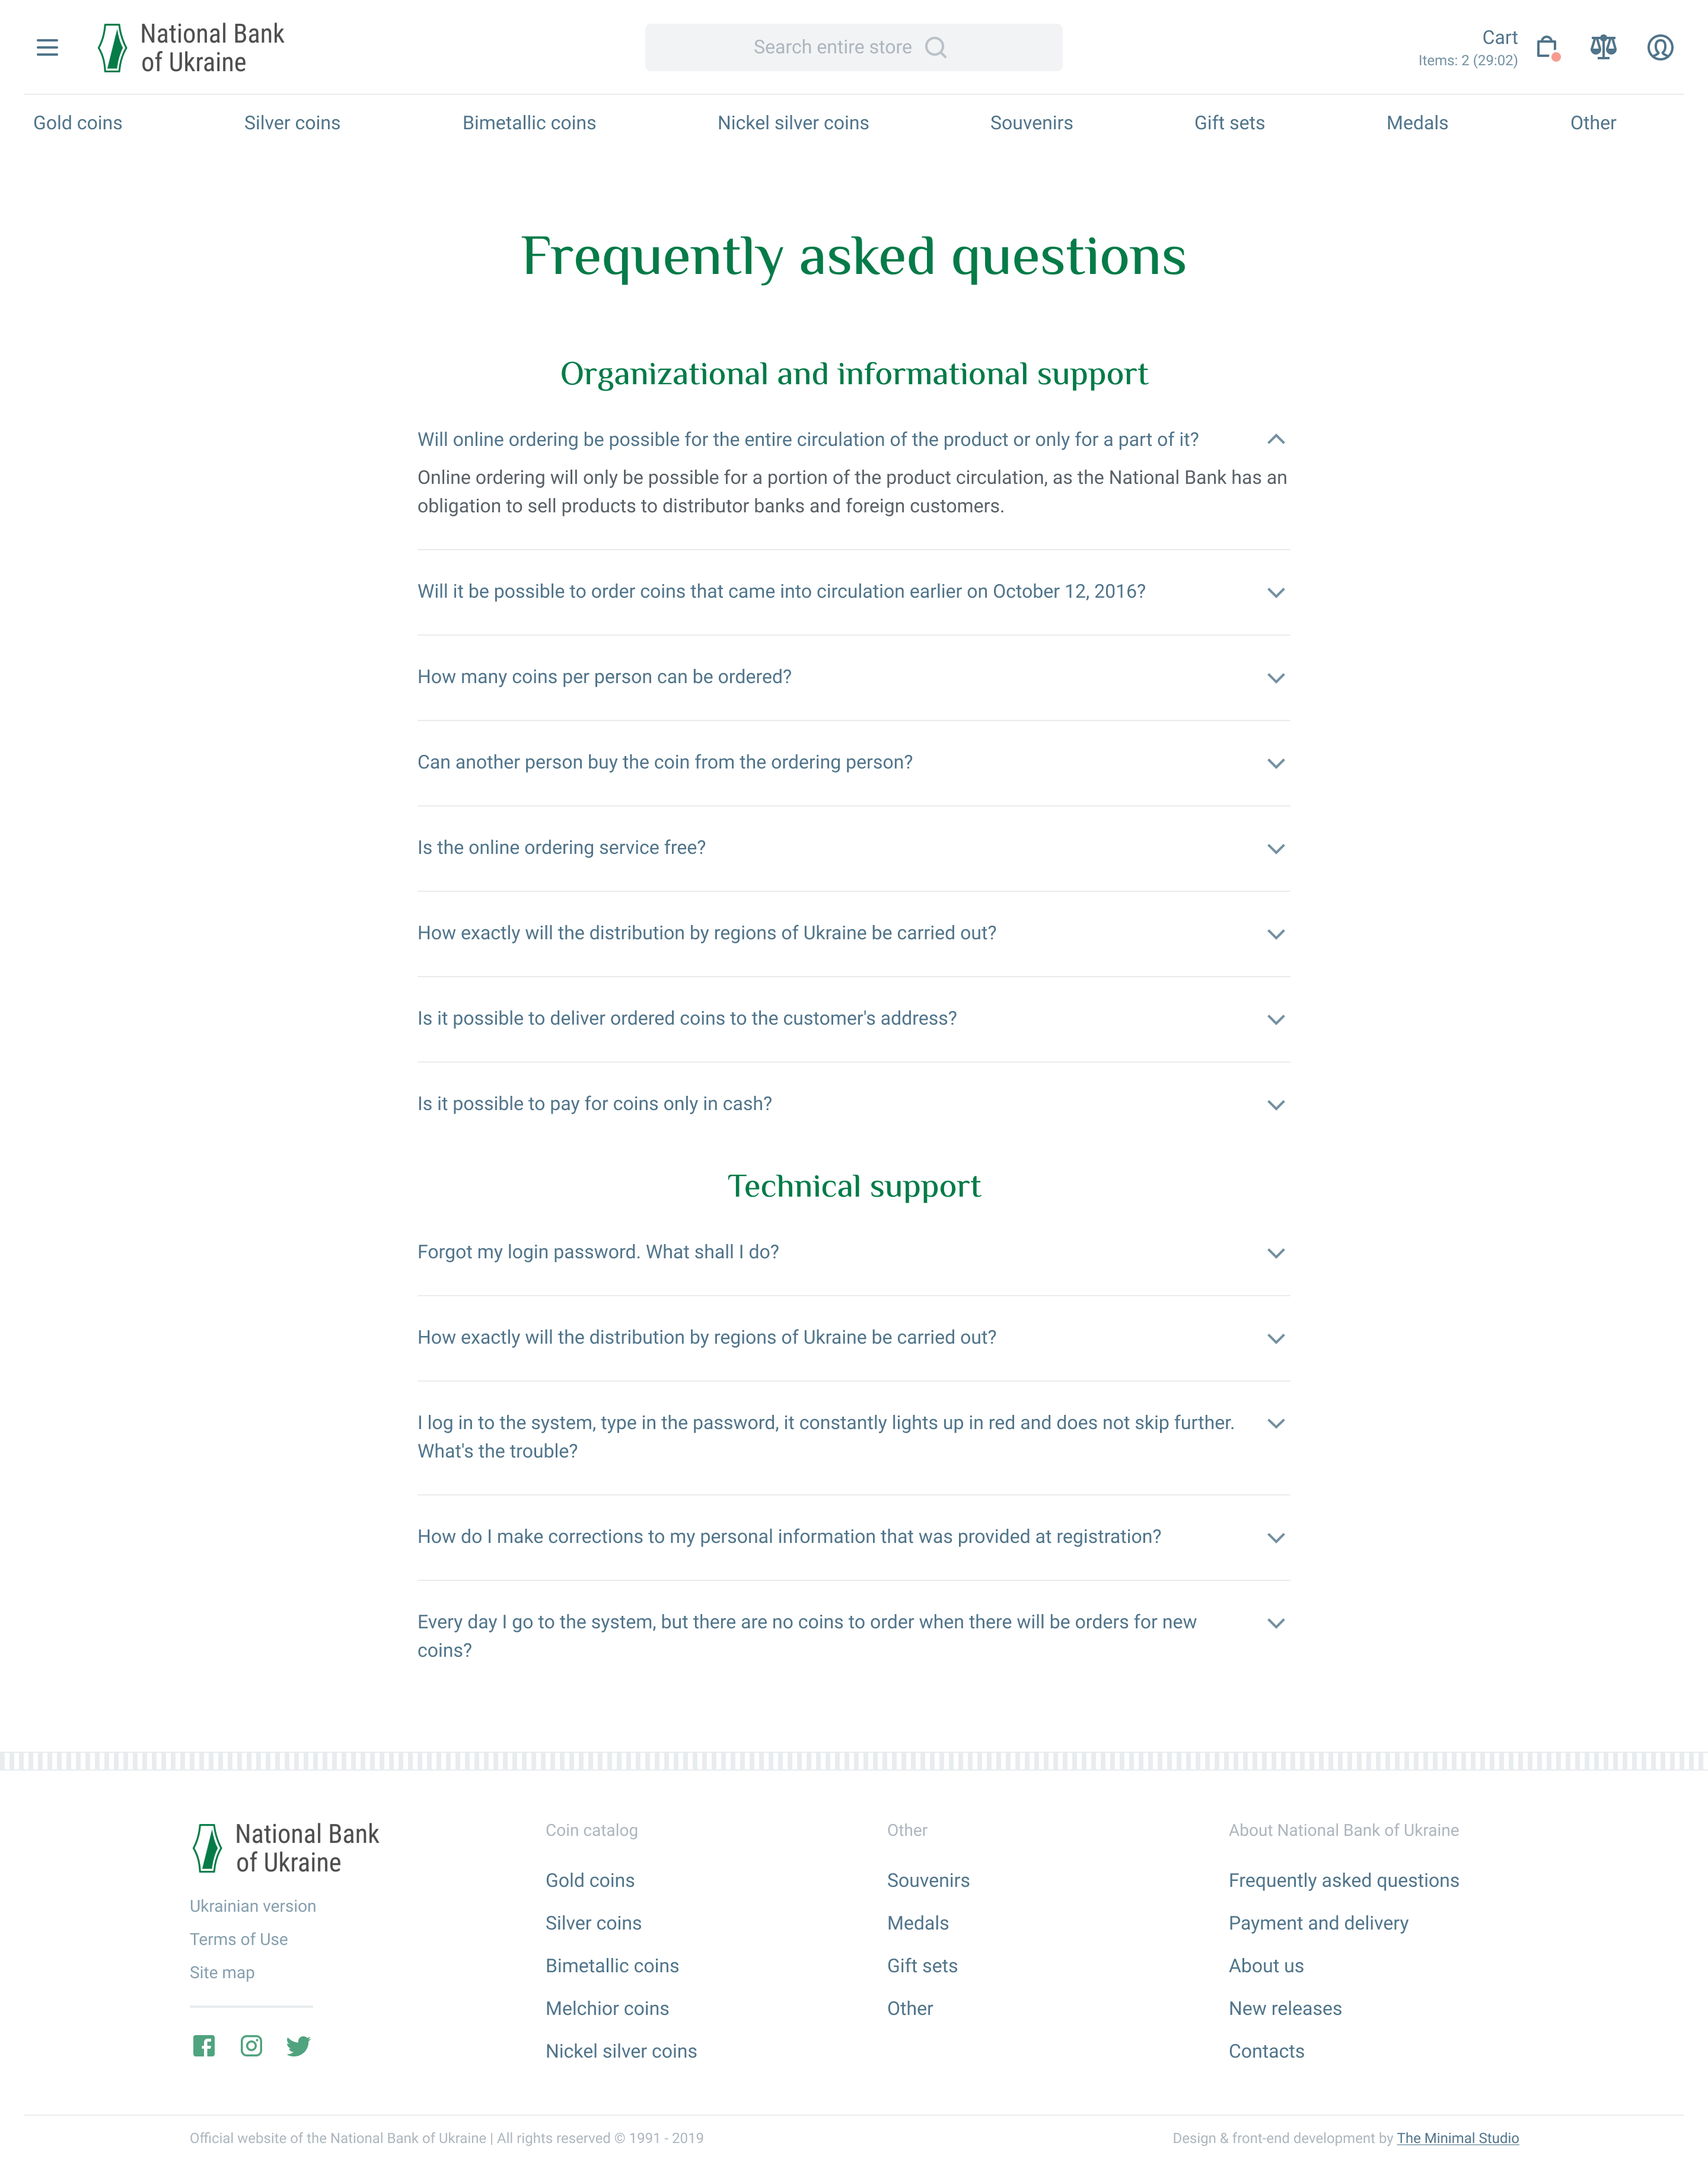 National Bank
of Ukraine
Search entire store
Cart
Items: 2 (29:02)
Gold coins
Silver coins
Bimetallic coins
Nickel silver coins
Souvenirs
Gift sets
Medals
Other
Frequently asked questions
Organizational and informational support
Will online ordering be possible for the entire circulation of the product or only for a part of it?
Online ordering will only be possible for a portion of the product circulation, as the National Bank has an
obligation to sell products to distributor banks and foreign customers.
Will it be possible to order coins that came into circulation earlier on October 12, 2016?
How many coins per person can be ordered?
Can another person buy the coin from the ordering person?
Is the online ordering service free?
How exactly will the distribution by regions of Ukraine be carried out?
Is it possible to deliver ordered coins to the customer's address?
Is it possible to pay for coins only in cash?
Technical support
Forgot my login password. What shall I do?
How exactly will the distribution by regions of Ukraine be carried out?
I log in to the system, type in the password, it constantly lights up in red and does not skip further.
What's the trouble?
How do I make corrections to my personal information that was provided at registration?
Every day I go to the system, but there are no coins to order when there will be orders for new
coins?
National Bank
of Ukraine
Ukrainian version
Terms of Use
Site map
Coin catalog
Gold coins
Silver coins
Bimetallic coins
Melchior coins
Nickel silver coins
Other
Souvenirs
Medals
Gift sets
Other
About National Bank of Ukraine
Frequently asked questions
Payment and delivery
About us
New releases
Contacts
Official website of the National Bank of Ukraine | All rights reserved © 1991 - 2019
Design & front-end development by The Minimal Studio